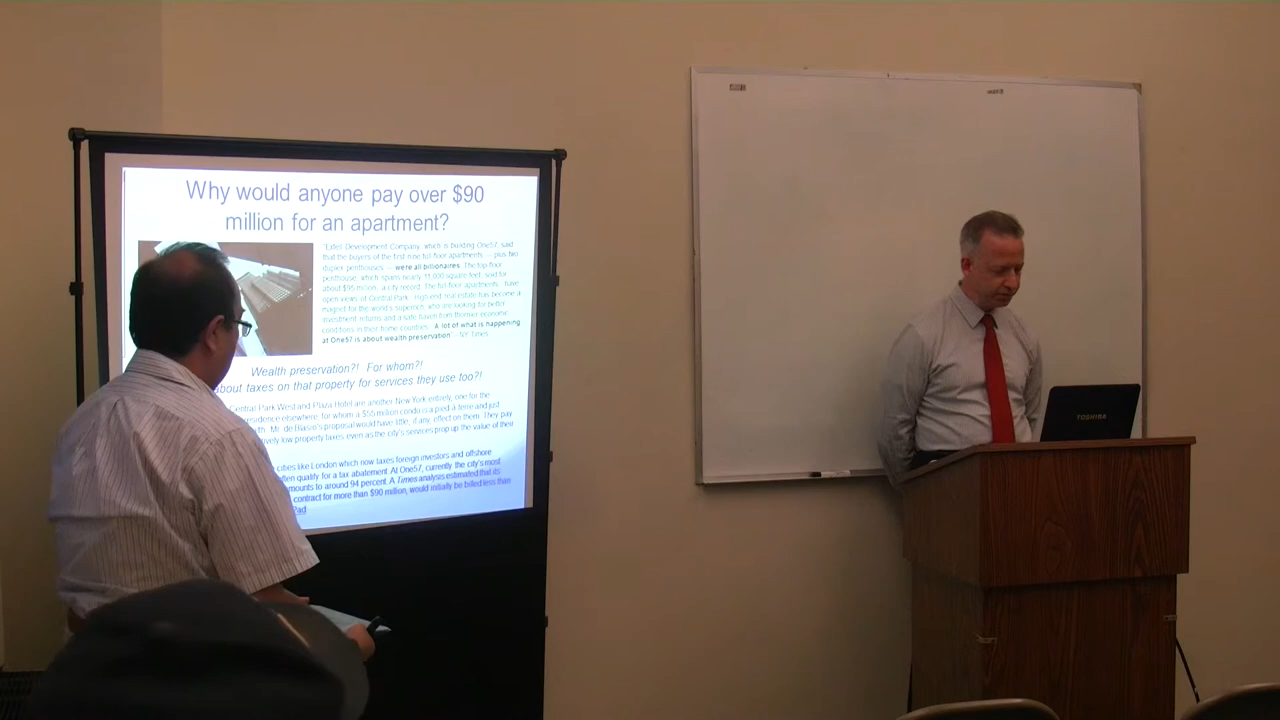 Why would anyone pay over $90
million for an apartment?
"Extell Development Company, which is building One57, said
that the buyers of the first nine full floor apartments — plus two
duplex penthouses — were all billionaires. The top-floor
penthouse, which spans nearly 11,000 square feet, sold for
about $95 million, a city record. The full floor apartments have
open views of Central Park. High-end real estate has become a
magnet for the world's superrich, who are looking for better
investment returns and a safe haven from economic
conditions in their home countries. A lot of what is happening
at One57 is about wealth preservation" – NY Times
Wealth preservation?! For whom?!
about taxes on that property for services they use too?!
Central Park West and Plaza Hotel are another New York entirely, one for the
residence elsewhere, for whom a $55 million condo is a pied-à-terre and just
th. Mr. de Blasio's proposal would have little, if any, effect on them. They pay
tively low property taxes even as the city's services prop up the value of their
cities like London which now taxes foreign investors and offshore
ften qualify for a tax abatement. At One57, currently the city's most
mounts to around 94 percent. A Times analysis estimated that its
contract for more than $90 million, would initially be billed less than
Pad
TOSHIBA